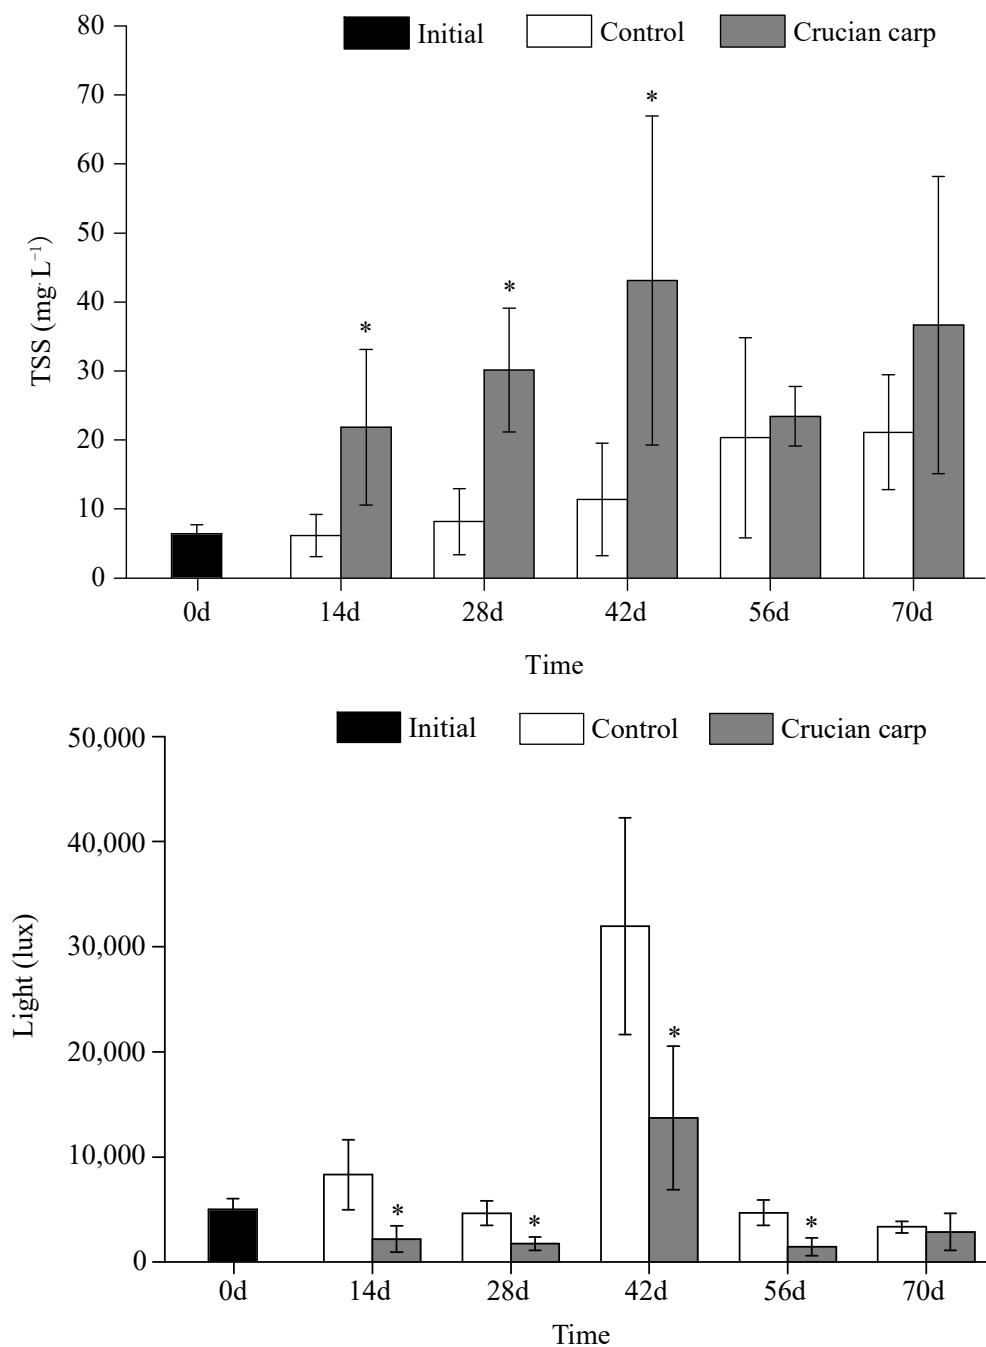 Initial Control Crucian carp
80
70
60
50
40
30
20
10
0
TSS (mg·L⁻¹)
*
*
*
0d 14d 28d 42d 56d 70d
Time
Initial Control Crucian carp
50,000
40,000
30,000
20,000
10,000
0
Light (lux)
*
*
*
*
0d 14d 28d 42d 56d 70d
Time